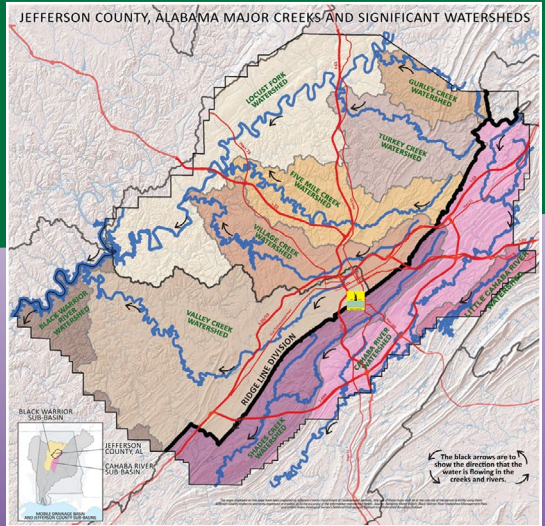 JEFFERSON COUNTY, ALABAMA MAJOR CREEKS AND SIGNIFICANT WATERSHEDS
LOCUST FORK
WATERSHED
GURLEY CREEK
WATERSHED
TURKEY CREEK
WATERSHED
FIVE MILE CREEK
WATERSHED
VILLAGE CREEK
WATERSHED
BLACK WARRIOR
RIVER
WATERSHED
VALLEY CREEK
WATERSHED
LITTLE CAHABA RIVER
WATERSHED
CAHABA RIVER
WATERSHED
RIDGE LINE DIVISION
SHADES CREEK
WATERSHED
BLACK WARRIOR
SUB-BASIN
JEFFERSON
COUNTY, AL
CAHABA RIVER
SUB-BASIN
MOBILE DRAINAGE BASIN
AND JEFFERSON COUNTY SUB-BASINS
The black arrows are to
show the direction that the
water is flowing in the
creeks and rivers.